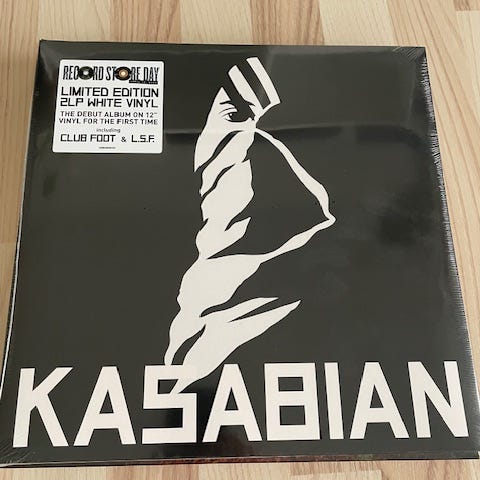 RECORD STORE DAY
LIMITED EDITION
2LP WHITE VINYL
THE DEBUT ALBUM ON 12"
VINYL FOR THE FIRST TIME
including
CLUB FOOT & L.S.F.
KASABIAN